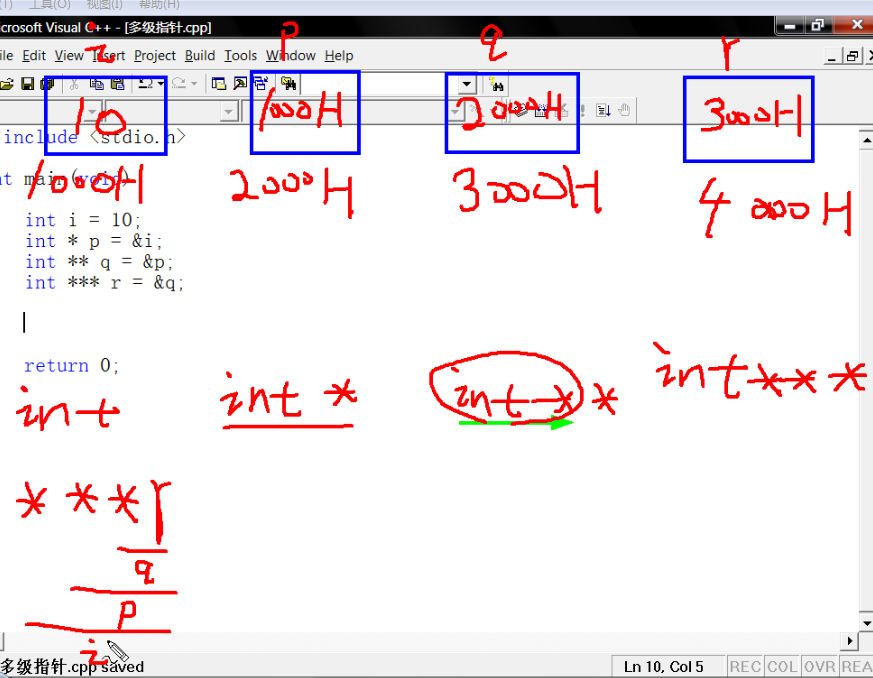 工具(O) 视图(I) 帮助(H)
crosoft Visual C++ - [多级指针.cpp]
ile Edit View Insert Project Build Tools Window Help
i p q r
10 1000H 2000H 3000H
include <stdio.h>
nt main(void)
1000H 2000H 3000H 4000H
int i = 10;
int * p = &i;
int ** q = &p;
int *** r = &q;
return 0;
int int * int ** int***
***r
q
p
i
多级指针.cpp saved Ln 10, Col 5 REC COL OVR REA